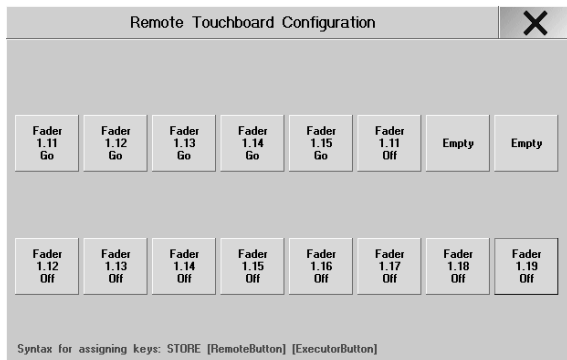 Remote Touchboard Configuration
Fader 1.11 Go
Fader 1.12 Go
Fader 1.13 Go
Fader 1.14 Go
Fader 1.15 Go
Fader 1.11 Off
Empty
Empty
Fader 1.12 Off
Fader 1.13 Off
Fader 1.14 Off
Fader 1.15 Off
Fader 1.16 Off
Fader 1.17 Off
Fader 1.18 Off
Fader 1.19 Off
Syntax for assigning keys: STORE [RemoteButton] [ExecutorButton]